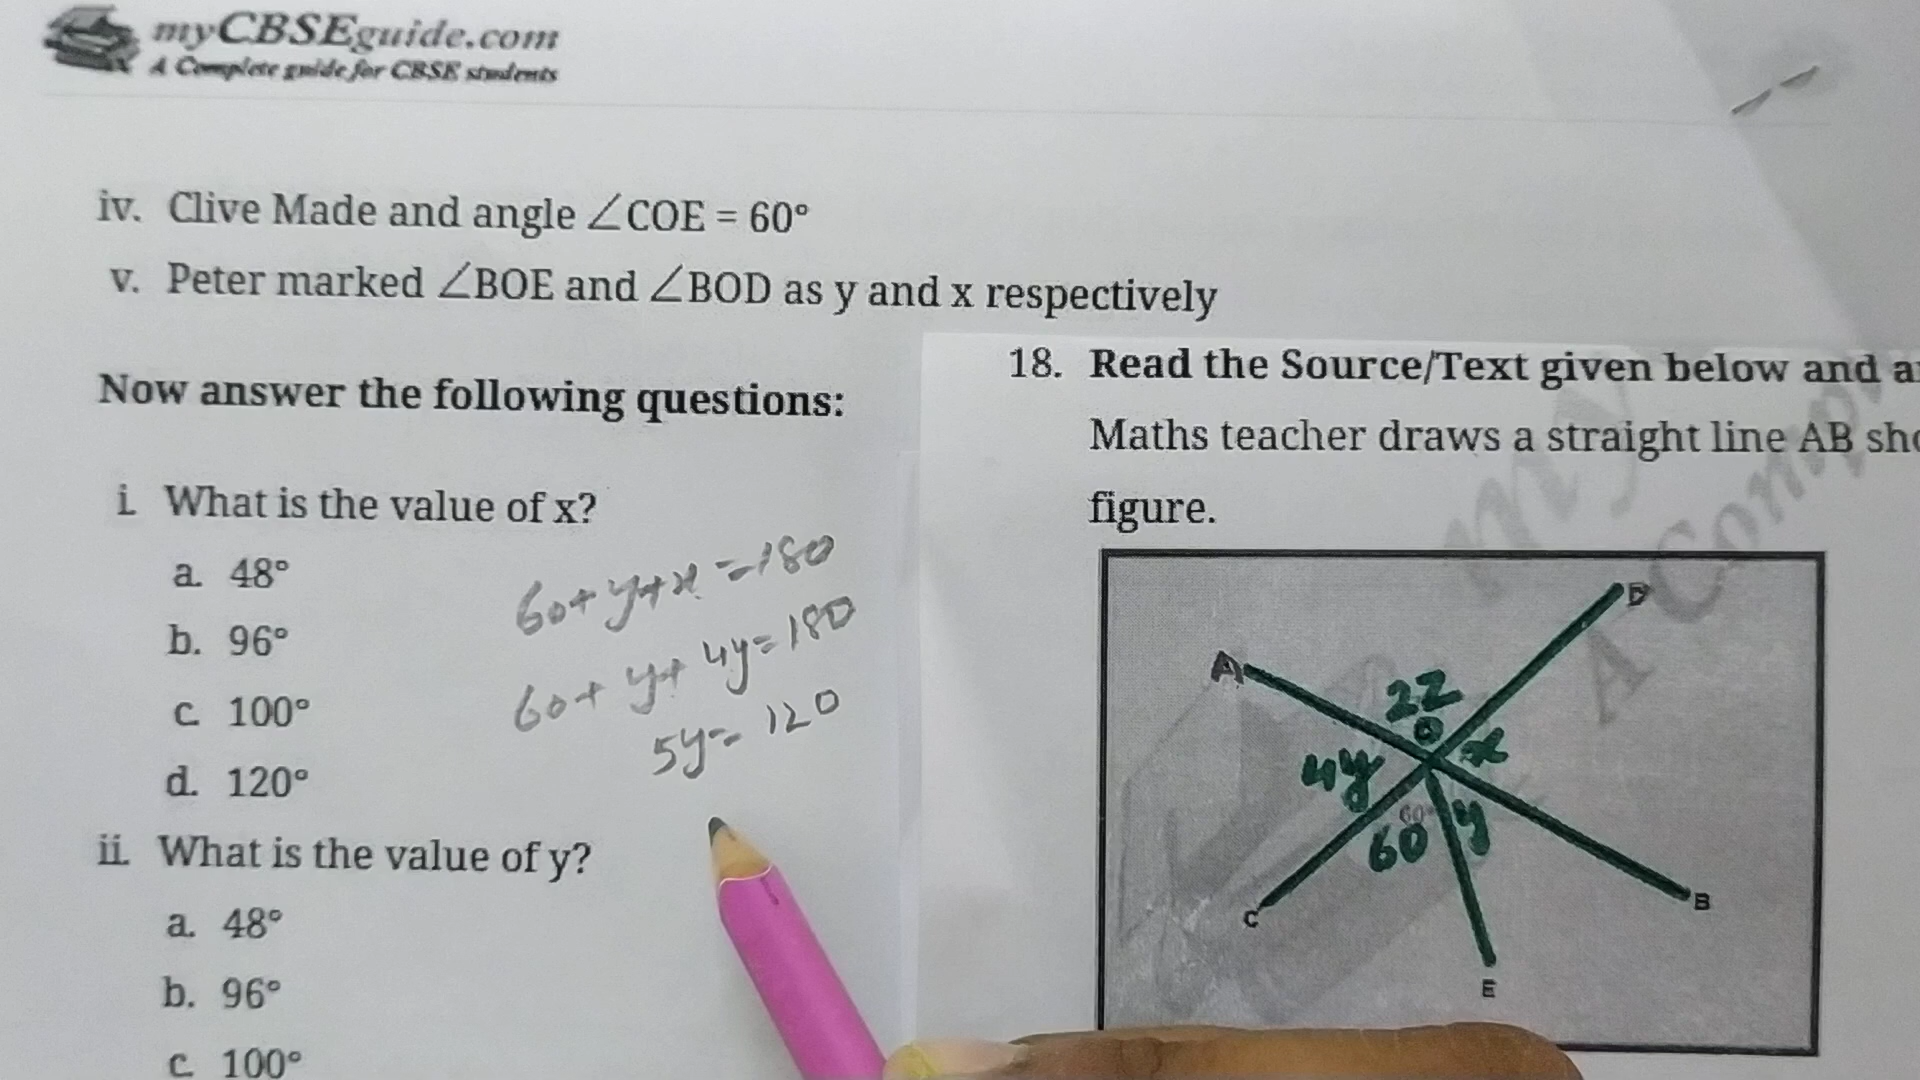 myCBSEguide.com
A Complete guide for CBSE students
iv. Clive Made and angle ∠COE = 60°
v. Peter marked ∠BOE and ∠BOD as y and x respectively
Now answer the following questions:
i. What is the value of x?
a. 48°
b. 96°
c. 100°
d. 120°
60+y+x=180
60+y+4y=180
5y=120
ii. What is the value of y?
a. 48°
b. 96°
c. 100°
18. Read the Source/Text given below and
Maths teacher draws a straight line AB
figure.
D
A
2z
O
x
4y
60°
60
y
C
B
E
my
A Comp